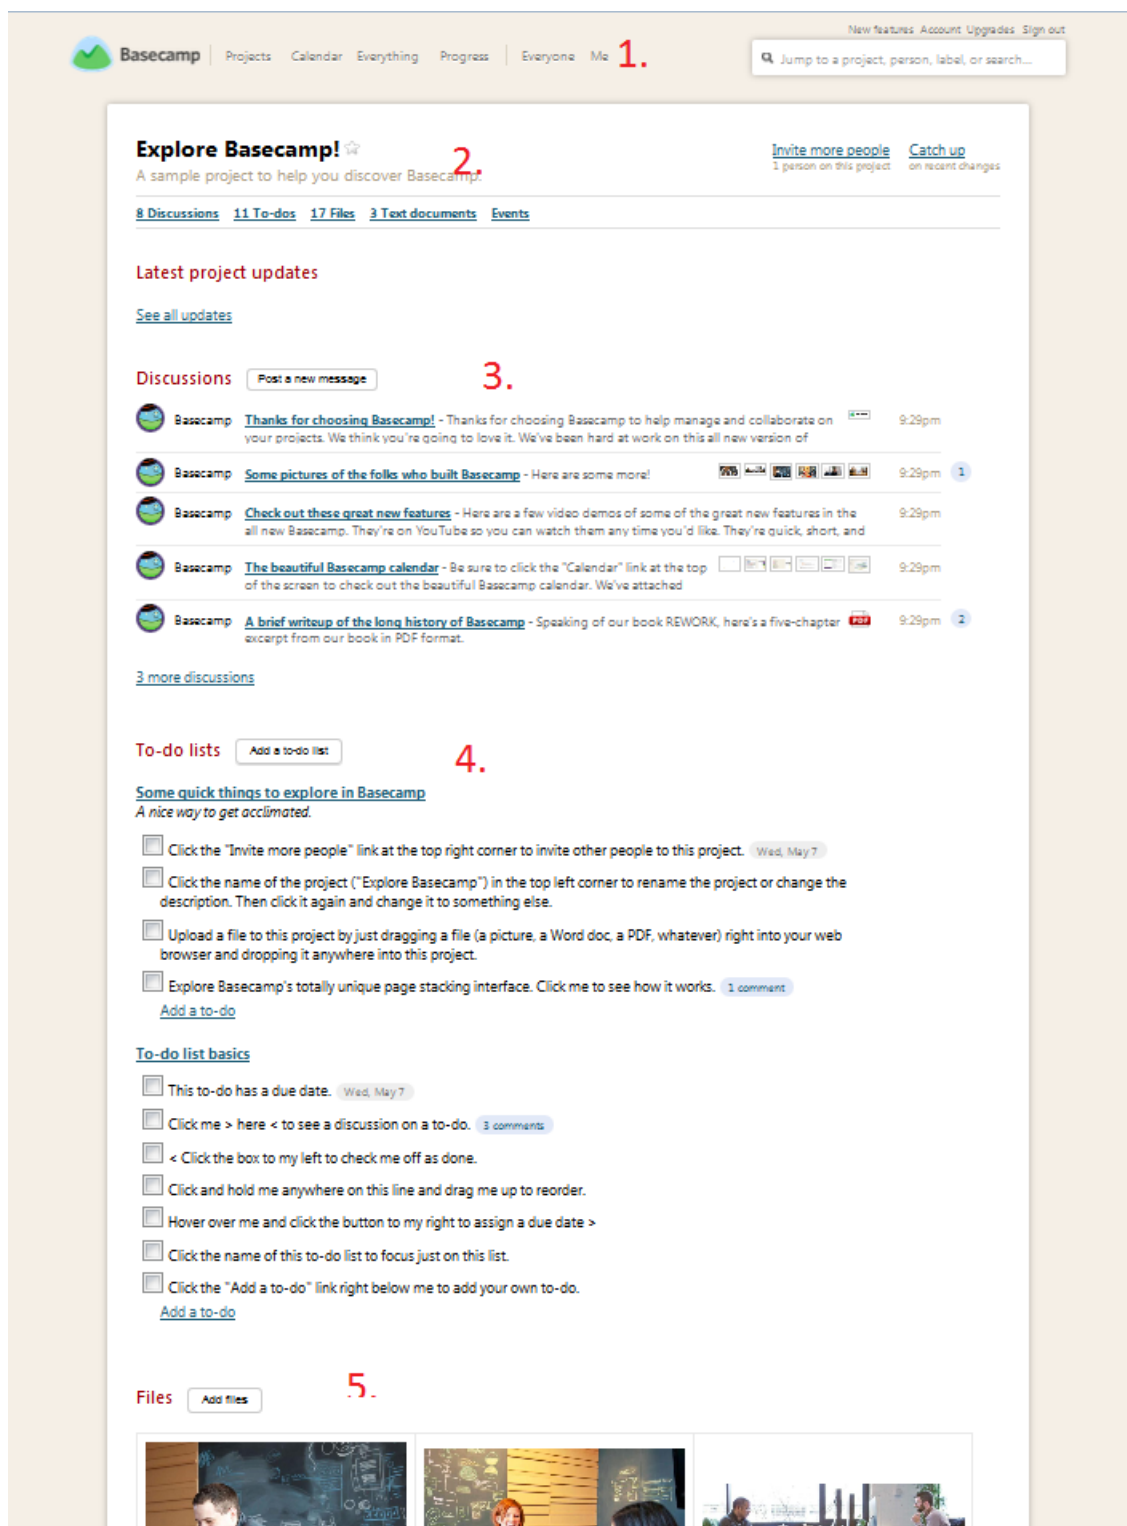 New features Account Upgrades Sign out
Basecamp Projects Calendar Everything Progress Everyone Me 1.
Jump to a project, person, label, or search...
Explore Basecamp!
2.
A sample project to help you discover Basecamp.
Invite more people Catch up
1 person on this project on recent changes
8 Discussions 11 To-dos 17 Files 3 Text documents Events
Latest project updates
See all updates
Discussions Post a new message 3.
Basecamp Thanks for choosing Basecamp! - Thanks for choosing Basecamp to help manage and collaborate on 9:29pm
your projects. We think you're going to love it. We've been hard at work on this all new version of
Basecamp Some pictures of the folks who built Basecamp - Here are some more! 9:29pm 1
Basecamp Check out these great new features - Here are a few video demos of some of the great new features in the 9:29pm
all new Basecamp. They're on YouTube so you can watch them any time you'd like. They're quick, short, and
Basecamp The beautiful Basecamp calendar - Be sure to click the "Calendar" link at the top 9:29pm
of the screen to check out the beautiful Basecamp calendar. We've attached
Basecamp A brief writeup of the long history of Basecamp - Speaking of our book REWORK, here's a five-chapter PDF 9:29pm 2
excerpt from our book in PDF format.
3 more discussions
To-do lists Add a to-do list 4.
Some quick things to explore in Basecamp
A nice way to get acclimated.
Click the "Invite more people" link at the top right corner to invite other people to this project. Wed, May 7
Click the name of the project ("Explore Basecamp") in the top left corner to rename the project or change the
description. Then click it again and change it to something else.
Upload a file to this project by just dragging a file (a picture, a Word doc, a PDF, whatever) right into your web
browser and dropping it anywhere into this project.
Explore Basecamp's totally unique page stacking interface. Click me to see how it works. 1 comment
Add a to-do
To-do list basics
This to-do has a due date. Wed, May 7
Click me > here < to see a discussion on a to-do. 3 comments
< Click the box to my left to check me off as done.
Click and hold me anywhere on this line and drag me up to reorder.
Hover over me and click the button to my right to assign a due date >
Click the name of this to-do list to focus just on this list.
Click the "Add a to-do" link right below me to add your own to-do.
Add a to-do
Files Add files 5.